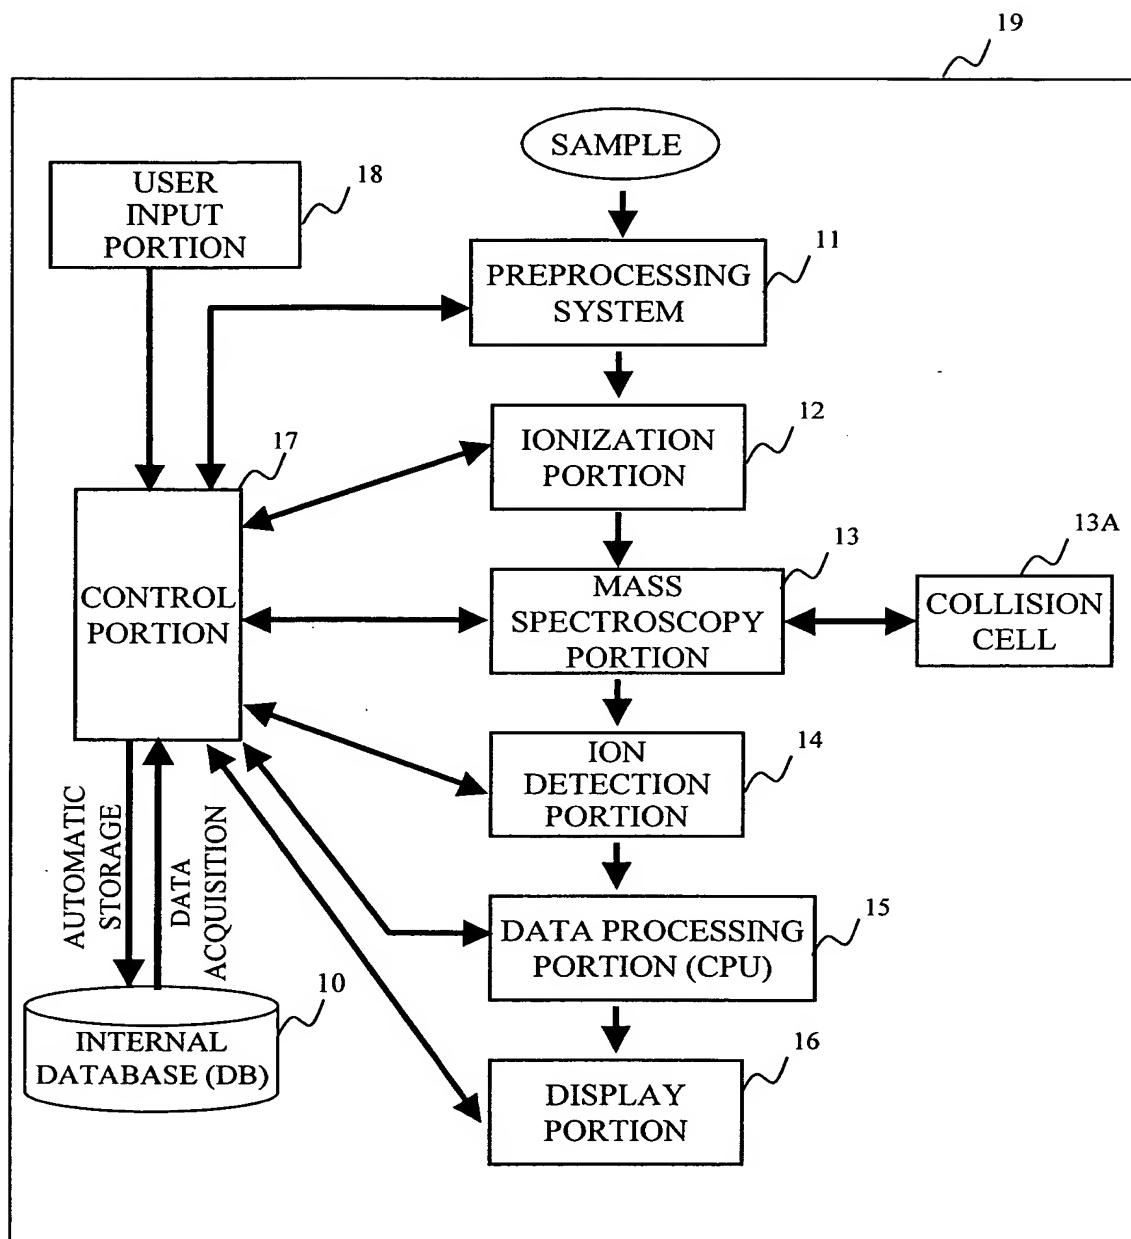 19
SAMPLE
USER
INPUT
PORTION
18
PREPROCESSING
SYSTEM
11
IONIZATION
PORTION
12
17
CONTROL
PORTION
MASS
SPECTROSCOPY
PORTION
13
COLLISION
CELL
13A
ION
DETECTION
PORTION
14
AUTOMATIC
STORAGE
DATA
ACQUISITION
DATA PROCESSING
PORTION (CPU)
15
INTERNAL
DATABASE (DB)
10
DISPLAY
PORTION
16